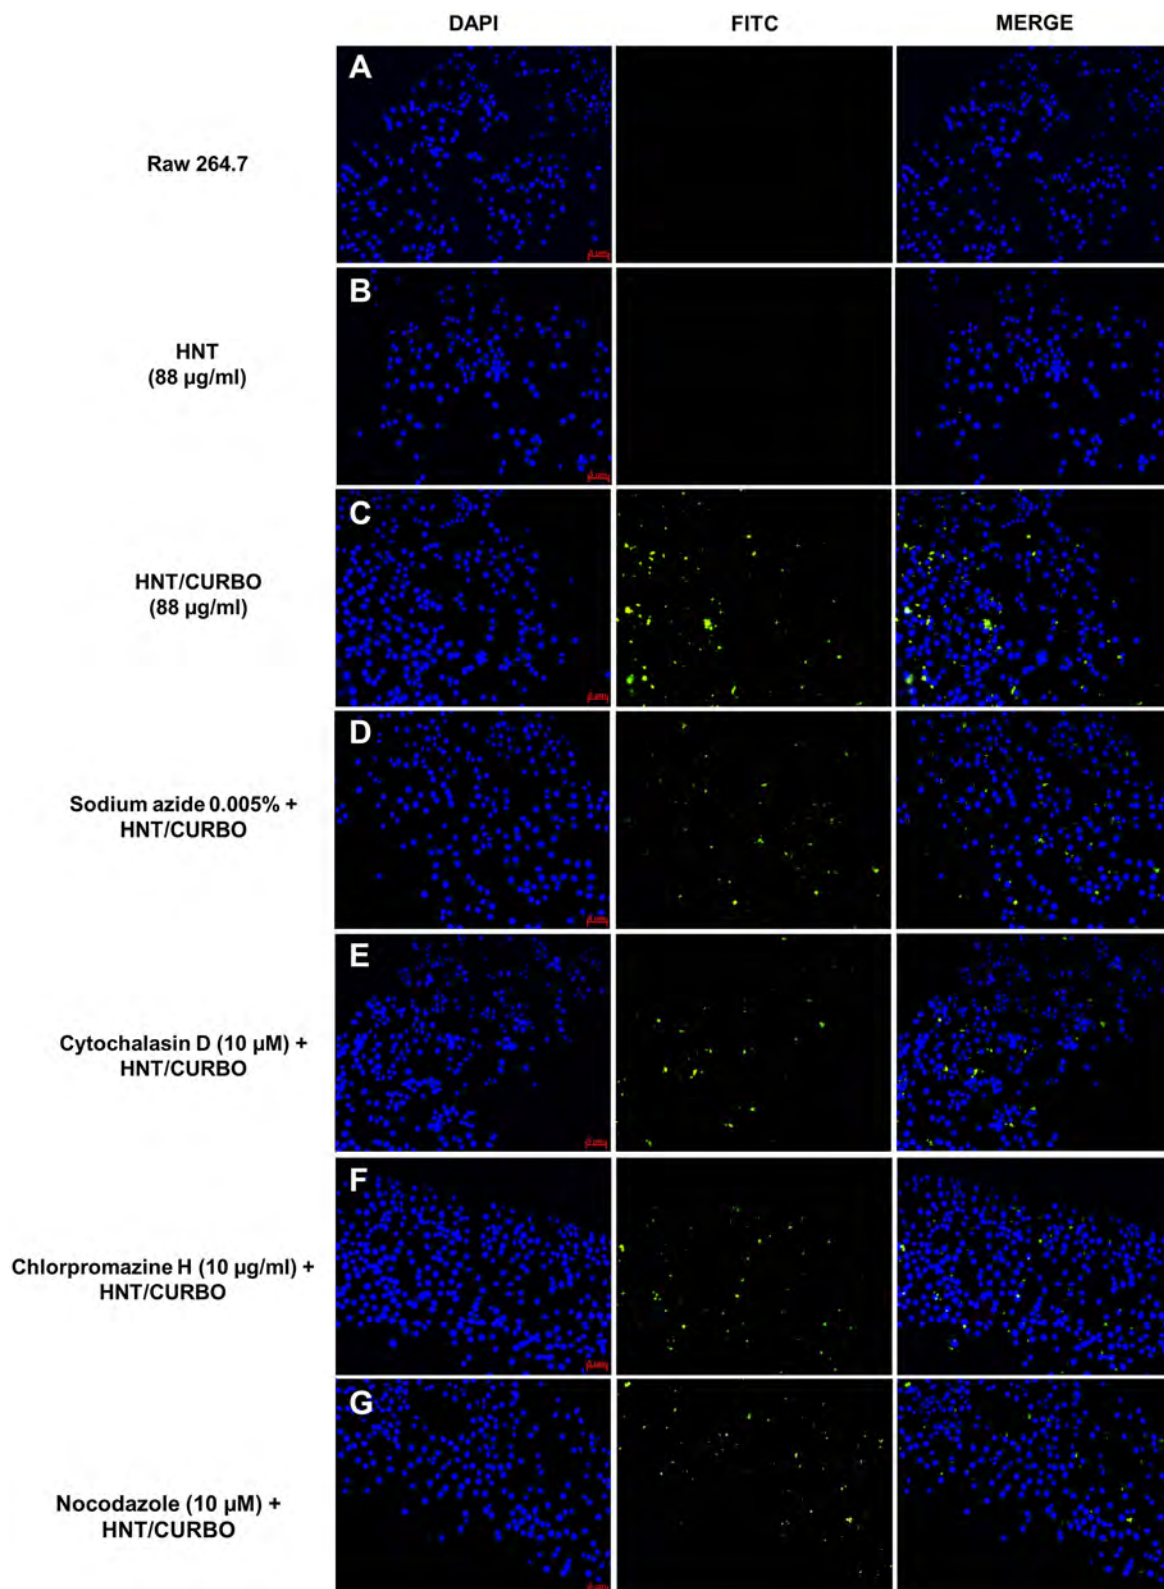 DAPI FITC MERGE
A
Raw 264.7
B
HNT
(88 µg/ml)
C
HNT/CURBO
(88 µg/ml)
D
Sodium azide 0.005% +
HNT/CURBO
E
Cytochalasin D (10 µM) +
HNT/CURBO
F
Chlorpromazine H (10 µg/ml) +
HNT/CURBO
G
Nocodazole (10 µM) +
HNT/CURBO